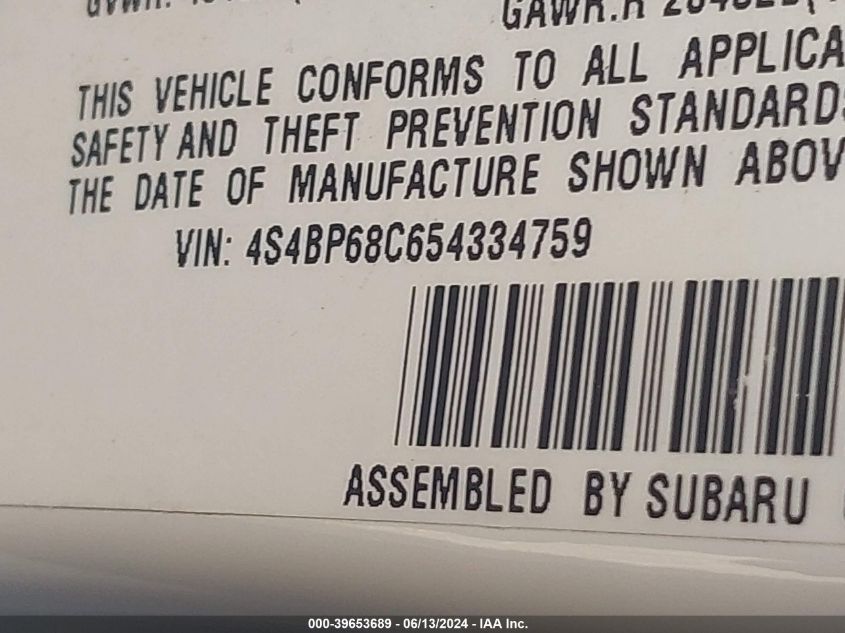 GAWR.R
THIS VEHICLE CONFORMS TO ALL APPLICA
SAFETY AND THEFT PREVENTION STANDARDS
THE DATE OF MANUFACTURE SHOWN ABOV
VIN: 4S4BP68C654334759
ASSEMBLED BY SUBARU
000-39653689 - 06/13/2024 - IAA Inc.